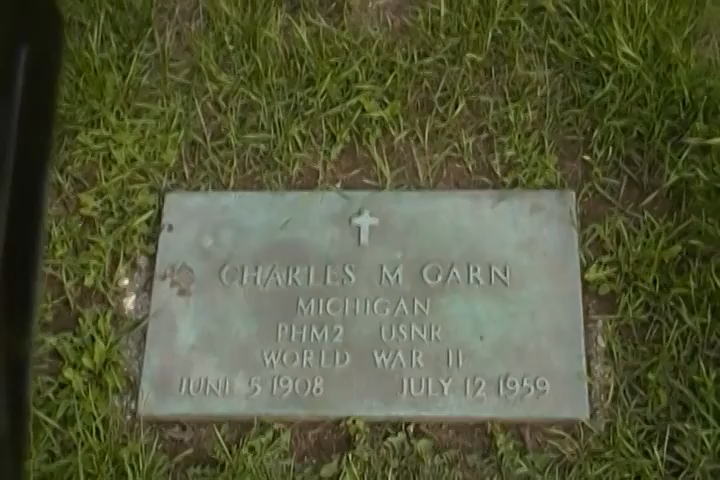 CHARLES M GARN
MICHIGAN
PHM2 USNR
WORLD WAR II
JUNE 5 1908 JULY 12 1959